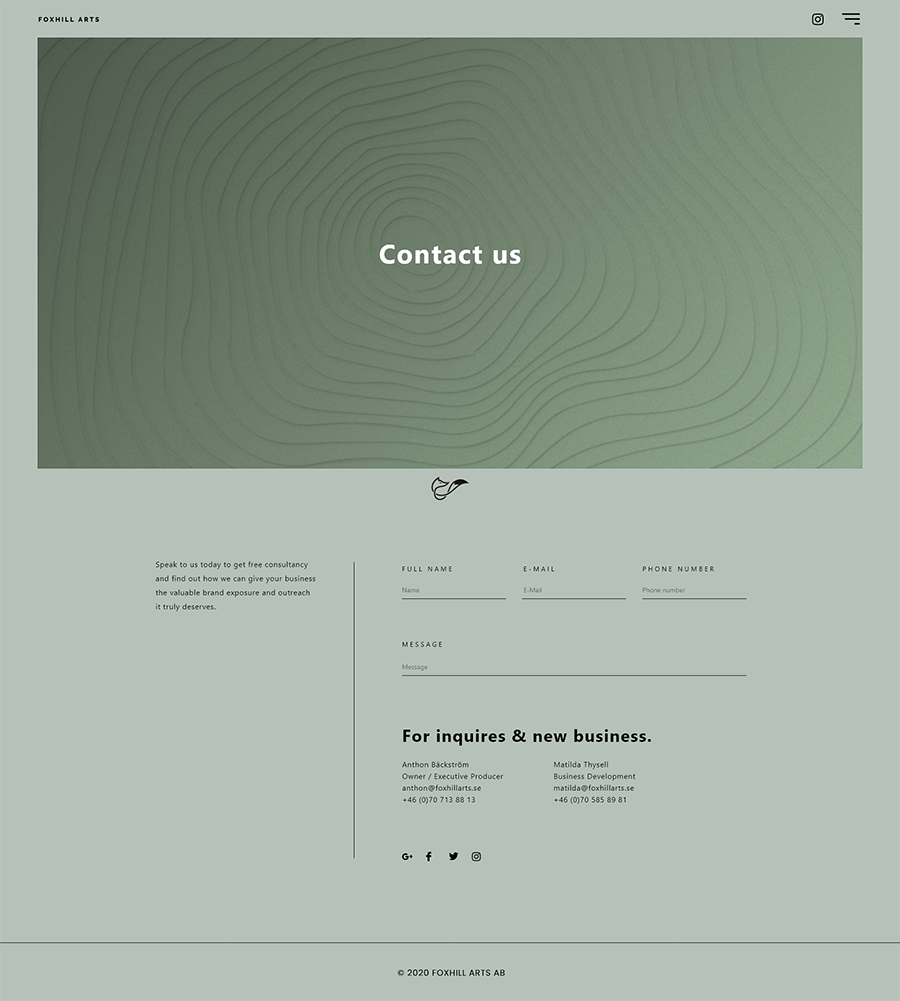 FOXHILL ARTS
Contact us
Speak to us today to get free consultancy
and find out how we can give your business
the valuable brand exposure and outreach
it truly deserves.
FULL NAME
Name
E-MAIL
E-Mail
PHONE NUMBER
Phone number
MESSAGE
Message
For inquires & new business.
Anthon Bäckström
Owner / Executive Producer
anthon@foxhillarts.se
+46 (0)70 713 88 13
Matilda Thysell
Business Development
matilda@foxhillarts.se
+46 (0)70 585 89 81
G+
© 2020 FOXHILL ARTS AB